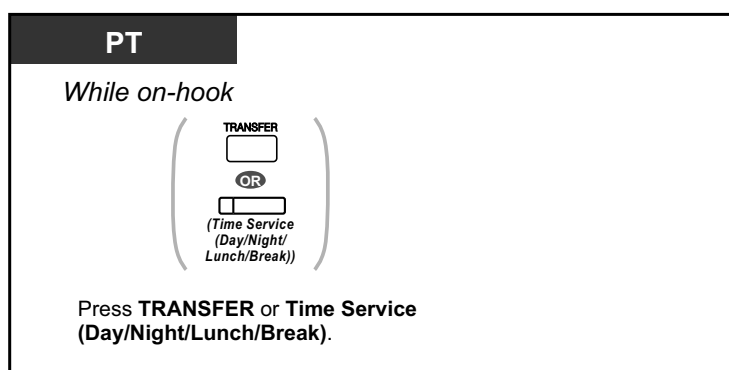 PT
While on-hook
TRANSFER
OR
(Time Service
(Day/Night/
Lunch/Break))
Press TRANSFER or Time Service
(Day/Night/Lunch/Break).